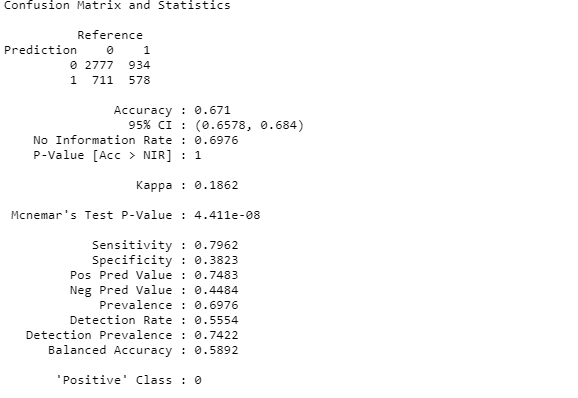 Confusion Matrix and Statistics
Reference
Prediction 0 1
0 2777 934
1 711 578
Accuracy : 0.671
95% CI : (0.6578, 0.684)
No Information Rate : 0.6976
P-Value [Acc > NIR] : 1
Kappa : 0.1862
Mcnemar's Test P-Value : 4.411e-08
Sensitivity : 0.7962
Specificity : 0.3823
Pos Pred Value : 0.7483
Neg Pred Value : 0.4484
Prevalence : 0.6976
Detection Rate : 0.5554
Detection Prevalence : 0.7422
Balanced Accuracy : 0.5892
'Positive' Class : 0